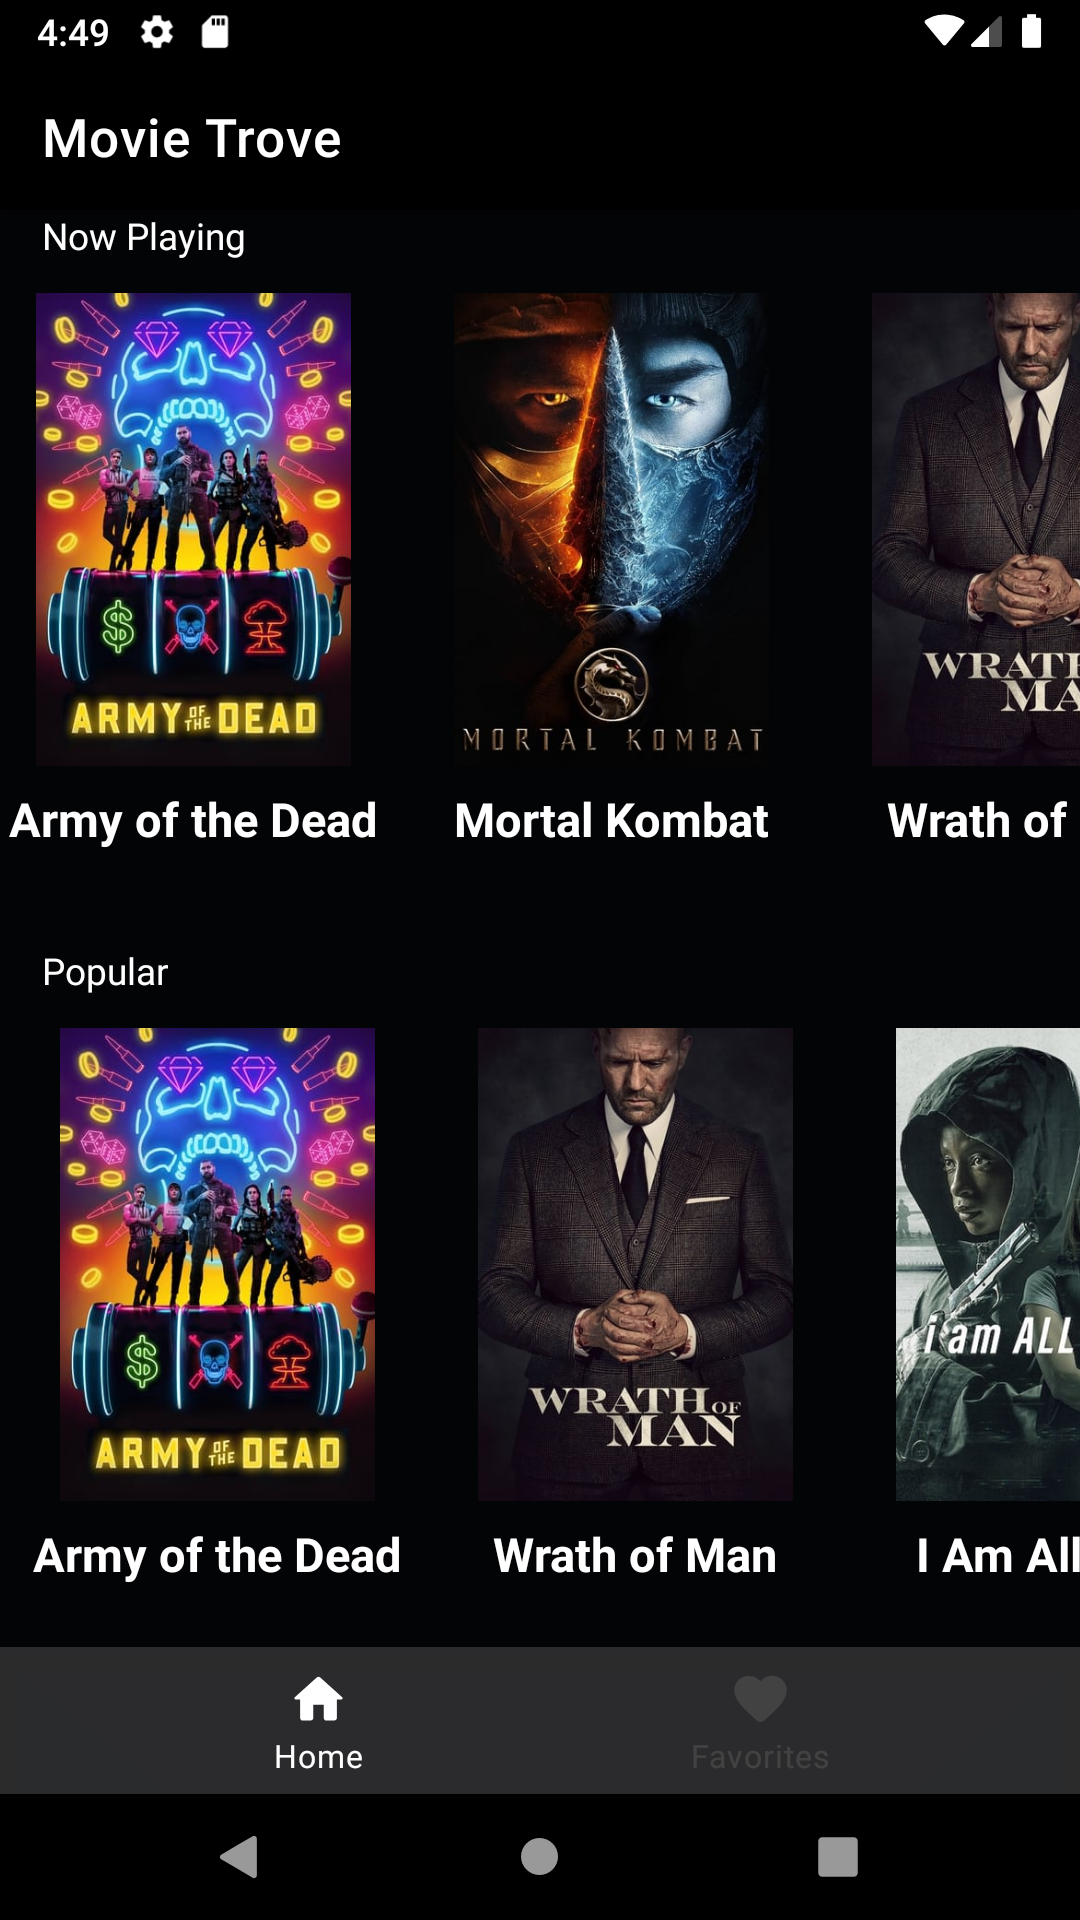 4:49
Movie Trove
Now Playing
ARMY OF THE DEAD
MORTAL KOMBAT
WRATH
MA
Army of the Dead
Mortal Kombat
Wrath of
Popular
ARMY OF THE DEAD
WRATH OF
MAN
i am ALL
Army of the Dead
Wrath of Man
I Am All
Home
Favorites